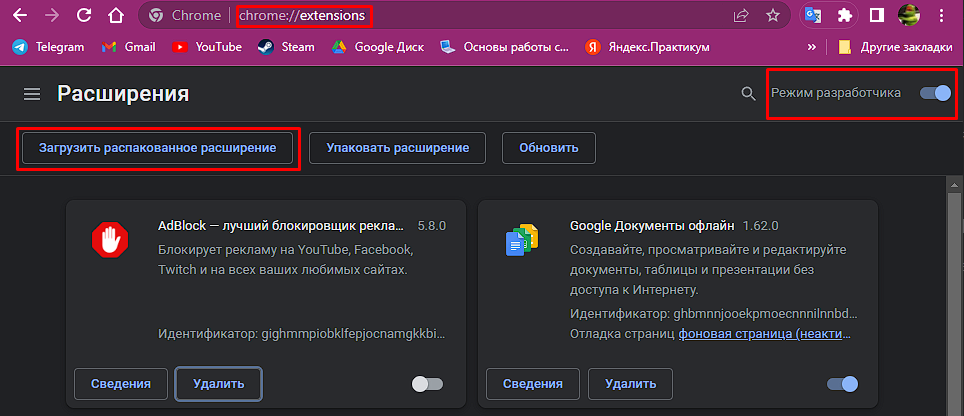 Chrome chrome://extensions
Telegram Gmail YouTube Steam Google Диск Основы работы с... Яндекс.Практикум » Другие закладки
Расширения
Режим разработчика
Загрузить распакованное расширение Упаковать расширение Обновить
AdBlock — лучший блокировщик рекла... 5.8.0
Блокирует рекламу на YouTube, Facebook,
Twitch и на всех ваших любимых сайтах.
Идентификатор: gighmmpiobklfepjocnamgkkbi...
Сведения Удалить
Google Документы офлайн 1.62.0
Создавайте, просматривайте и редактируйте
документы, таблицы и презентации без
доступа к Интернету.
Идентификатор: ghbmnnjooekpmoecnnnilnnbd...
Отладка страниц фоновая страница (неакти...
Сведения Удалить